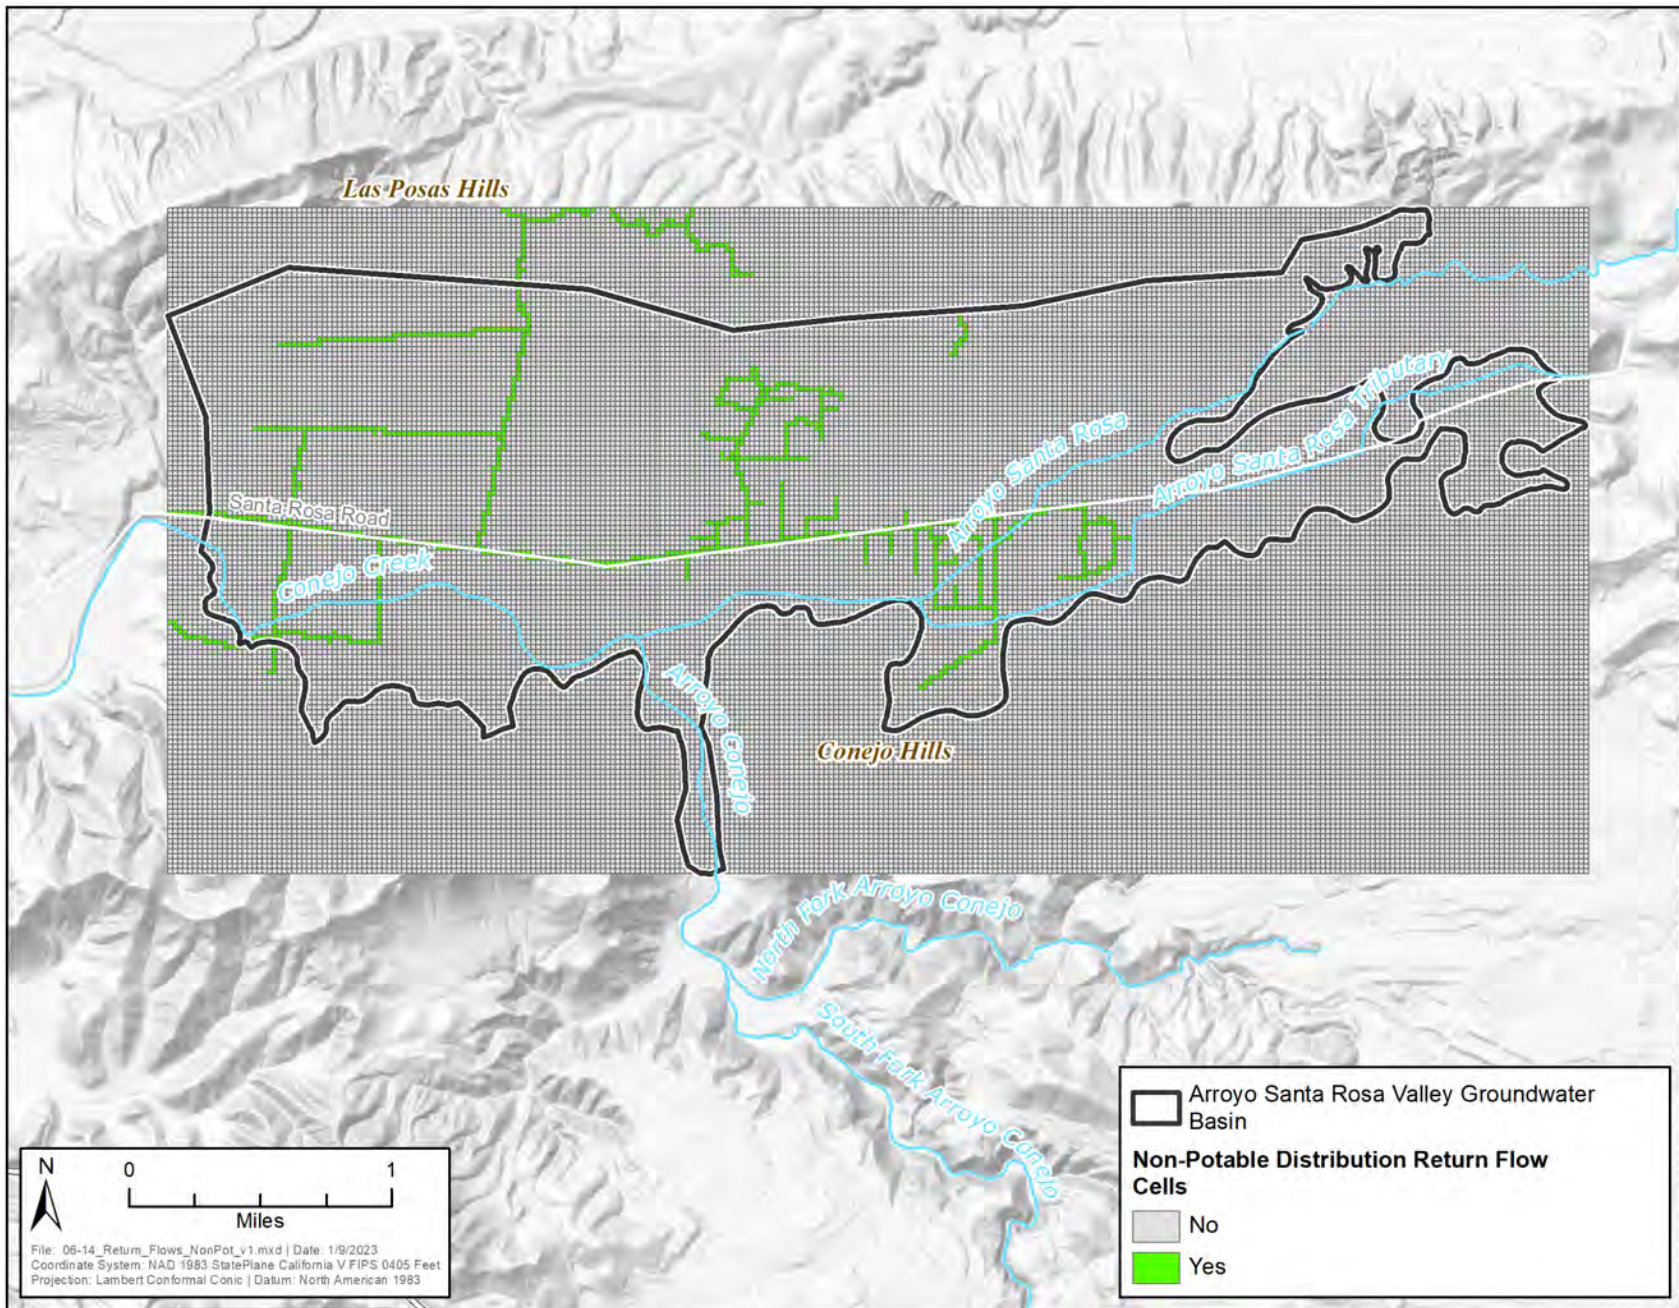 Las Posas Hills
Arroyo Santa Rosa Tributary
Arroyo Santa Rosa
Santa Rosa Road
Conejo Creek
Arroyo Conejo
Conejo Hills
North Fork Arroyo Conejo
South Fork Arroyo Conejo
Arroyo Santa Rosa Valley Groundwater
Basin
Non-Potable Distribution Return Flow
Cells
No
Yes
N
0 1
Miles
File: 06-14_Return_Flows_NonPot_v1.mxd | Date: 1/9/2023
Coordinate System: NAD 1983 StatePlane California V FIPS 0405 Feet
Projection: Lambert Conformal Conic | Datum: North American 1983